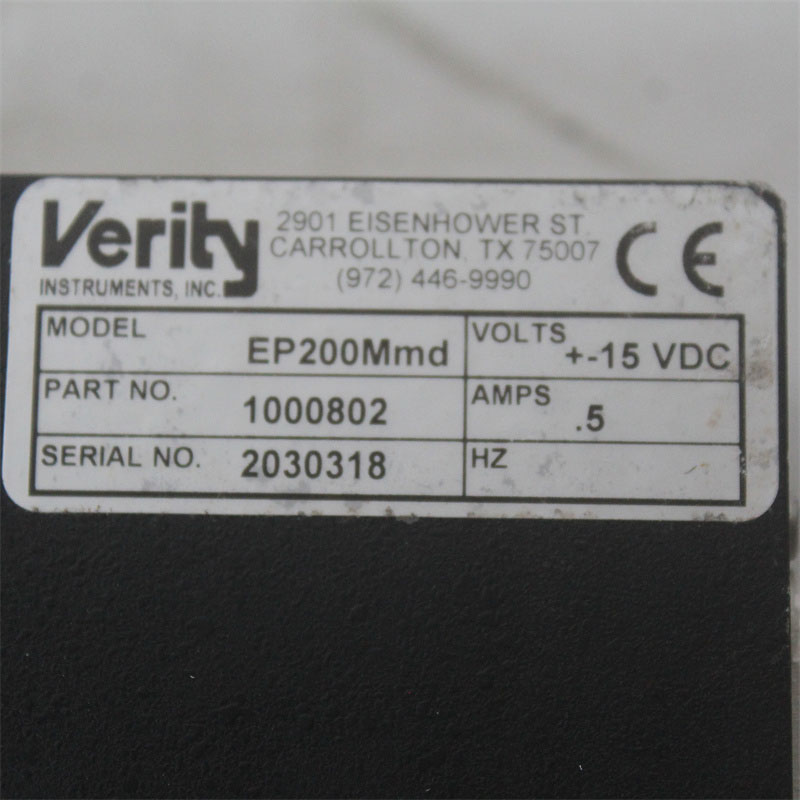 Verity
INSTRUMENTS, INC.
2901 EISENHOWER ST.
CARROLLTON, TX 75007
(972) 446-9990
CE
MODEL EP200Mmd
VOLTS +-15 VDC
PART NO. 1000802
AMPS .5
SERIAL NO. 2030318
HZ